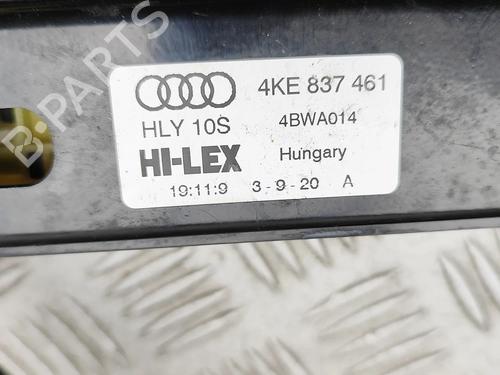 4KE 837 461
HLY 10S 4BWA014
HI-LEX Hungary
19:11:9 3-9-20 A
B-PARTS